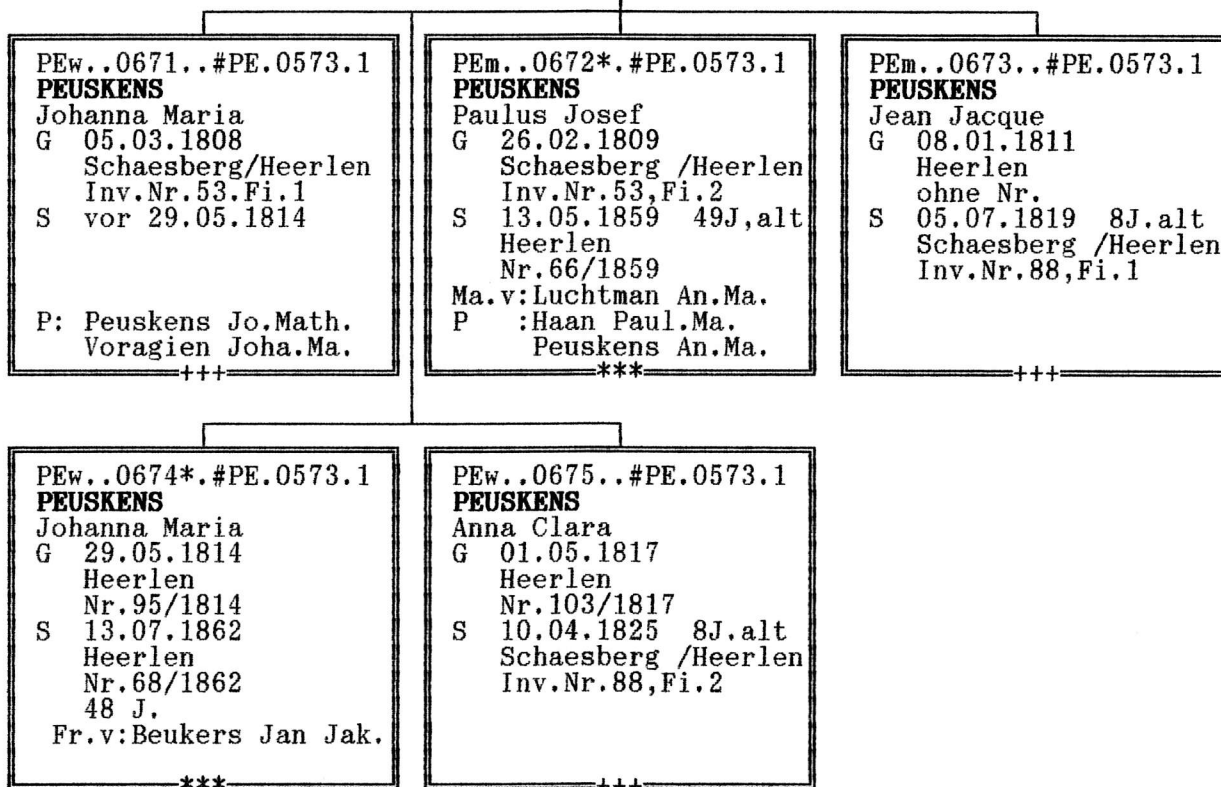 PEw..0671..#PE.0573.1
PEUSKENS
Johanna Maria
G 05.03.1808
Schaesberg/Heerlen
Inv.Nr.53.Fi.1
S vor 29.05.1814
P: Peuskens Jo.Math.
Voragien Joha.Ma.
+++
PEm..0672*.#PE.0573.1
PEUSKENS
Paulus Josef
G 26.02.1809
Schaesberg /Heerlen
Inv.Nr.53,Fi.2
S 13.05.1859 49J,alt
Heerlen
Nr.66/1859
Ma.v:Luchtman An.Ma.
P :Haan Paul.Ma.
Peuskens An.Ma.
***
PEm..0673..#PE.0573.1
PEUSKENS
Jean Jacque
G 08.01.1811
Heerlen
ohne Nr.
S 05.07.1819 8J.alt
Schaesberg /Heerlen
Inv.Nr.88,Fi.1
+++
PEw..0674*.#PE.0573.1
PEUSKENS
Johanna Maria
G 29.05.1814
Heerlen
Nr.95/1814
S 13.07.1862
Heerlen
Nr.68/1862
48 J.
Fr.v:Beukers Jan Jak.
***
PEw..0675..#PE.0573.1
PEUSKENS
Anna Clara
G 01.05.1817
Heerlen
Nr.103/1817
S 10.04.1825 8J.alt
Schaesberg /Heerlen
Inv.Nr.88,Fi.2
+++